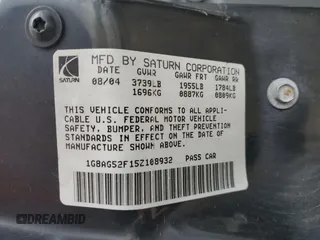 MFD BY SATURN CORPORATION
DATE GVWR GAWR FRT GAWR RR
08/04 3739LB 1955LB 1784LB
1696KG 0887KG 0809KG
SATURN
THIS VEHICLE CONFORMS TO ALL APPLI-
CABLE U.S. FEDERAL MOTOR VEHICLE
SAFETY, BUMPER, AND THEFT PREVENTION
STANDARDS IN EFFECT ON THE DATE OF
MANUFACTURE SHOWN ABOVE.
1G8AG52F15Z108932 PASS CAR
DREAMBID